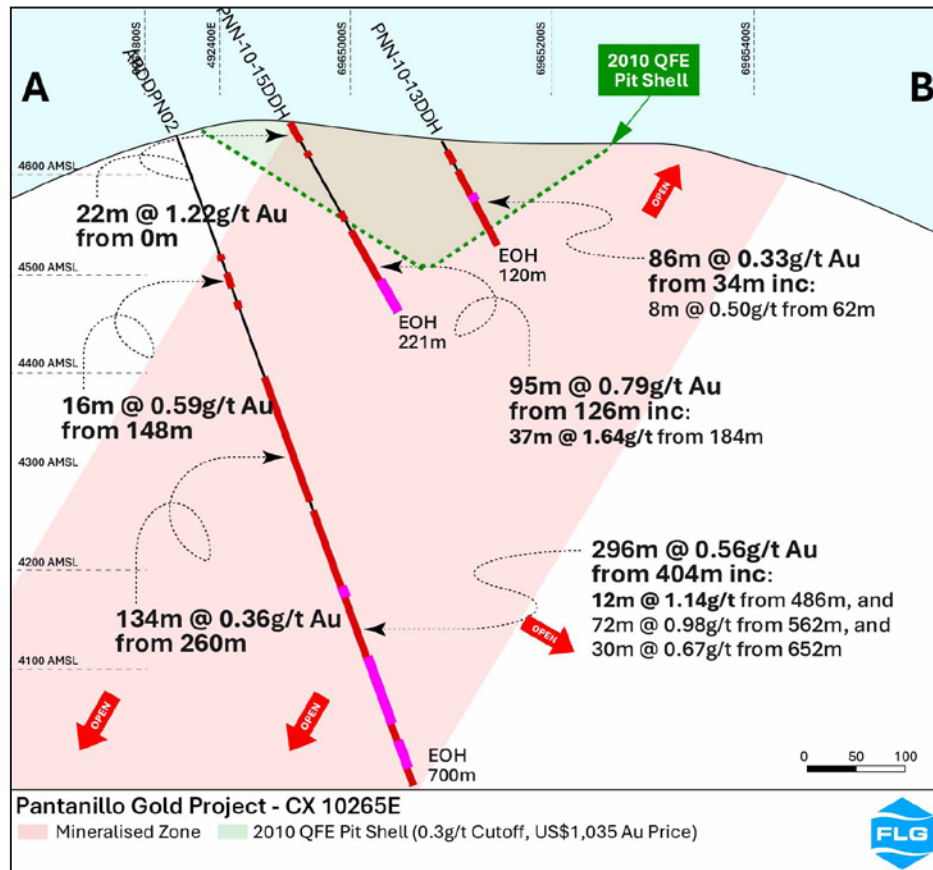 A
B
492400E
6965000E
6965200E
6965400E
ABDDPN02
PNN-10-15DDH
PNN-10-13DDH
2010 QFE
Pit Shell
4600 AMSL
4500 AMSL
4400 AMSL
4300 AMSL
4200 AMSL
4100 AMSL
22m @ 1.22g/t Au
from 0m
16m @ 0.59g/t Au
from 148m
134m @ 0.36g/t Au
from 260m
EOH
120m
EOH
221m
EOH
700m
86m @ 0.33g/t Au
from 34m inc:
8m @ 0.50g/t from 62m
95m @ 0.79g/t Au
from 126m inc:
37m @ 1.64g/t from 184m
296m @ 0.56g/t Au
from 404m inc:
12m @ 1.14g/t from 486m, and
72m @ 0.98g/t from 562m, and
30m @ 0.67g/t from 652m
OPEN
OPEN
OPEN
OPEN
0 50 100
Pantanillo Gold Project - CX 10265E
Mineralised Zone
2010 QFE Pit Shell (0.3g/t Cutoff, US$1,035 Au Price)
FLG